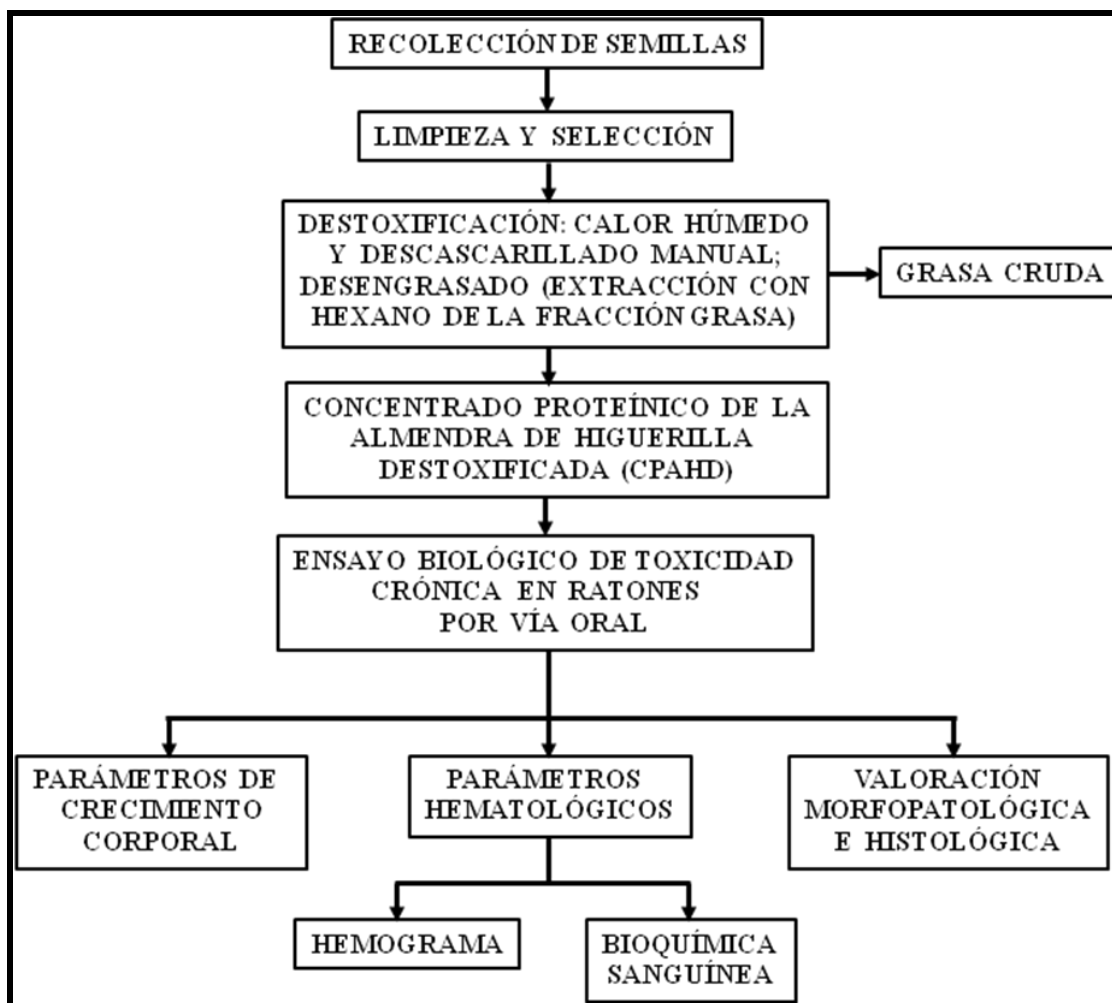 RECOLECCIÓN DE SEMILLAS
LIMPIEZA Y SELECCIÓN
DESTOXIFICACIÓN: CALOR HÚMEDO
Y DESCASCARILLADO MANUAL;
DESENGRASADO (EXTRACCIÓN CON
HEXANO DE LA FRACCIÓN GRASA)
GRASA CRUDA
CONCENTRADO PROTEÍNICO DE LA
ALMENDRA DE HIGUERILLA
DESTOXIFICADA (CPAHD)
ENSAYO BIOLÓGICO DE TOXICIDAD
CRÓNICA EN RATONES
POR VÍA ORAL
PARÁMETROS DE
CRECIMIENTO
CORPORAL
PARÁMETROS
HEMATOLÓGICOS
VALORACIÓN
MORFOPATOLÓGICA
E HISTOLÓGICA
HEMOGRAMA
BIOQUÍMICA
SANGUÍNEA